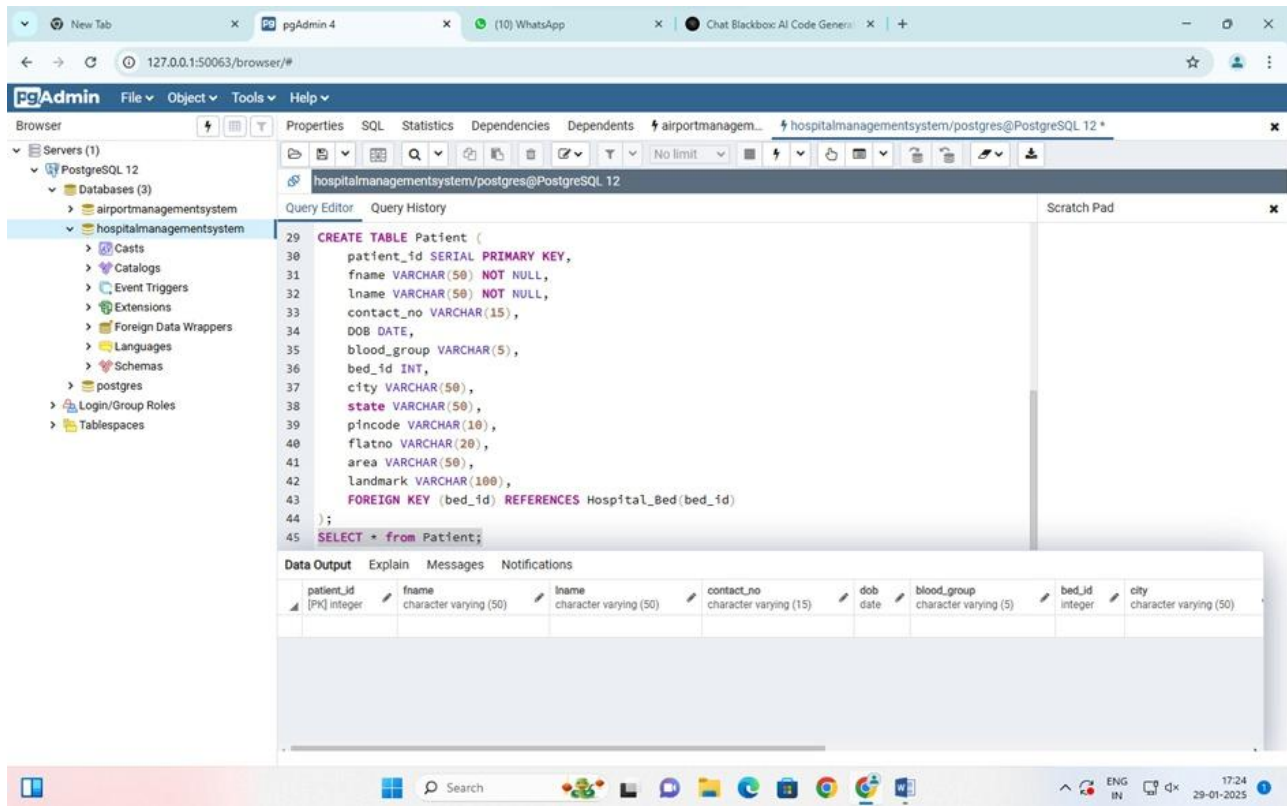 New Tab
pgAdmin 4
(10) WhatsApp
Chat Blackbox: AI Code Genera
127.0.0.1:50063/browser/#
PgAdmin File Object Tools Help
Browser
Properties SQL Statistics Dependencies Dependents airportmanagem... hospitalmanagementsystem/postgres@PostgreSQL 12 *
Servers (1)
PostgreSQL 12
Databases (3)
airportmanagementsystem
hospitalmanagementsystem
Casts
Catalogs
Event Triggers
Extensions
Foreign Data Wrappers
Languages
Schemas
postgres
Login/Group Roles
Tablespaces
No limit
hospitalmanagementsystem/postgres@PostgreSQL 12
Query Editor Query History
Scratch Pad
29 CREATE TABLE Patient (
30 patient_id SERIAL PRIMARY KEY,
31 fname VARCHAR(50) NOT NULL,
32 lname VARCHAR(50) NOT NULL,
33 contact_no VARCHAR(15),
34 DOB DATE,
35 blood_group VARCHAR(5),
36 bed_id INT,
37 city VARCHAR(50),
38 state VARCHAR(50),
39 pincode VARCHAR(10),
40 flatno VARCHAR(20),
41 area VARCHAR(50),
42 landmark VARCHAR(100),
43 FOREIGN KEY (bed_id) REFERENCES Hospital_Bed(bed_id)
44 );
45 SELECT * from Patient;
Data Output Explain Messages Notifications
patient_id fname lname contact_no dob blood_group bed_id city
[PK] integer character varying (50) character varying (50) character varying (15) date character varying (5) integer character varying (50)
Search
ENG
IN
17:24
29-01-2025